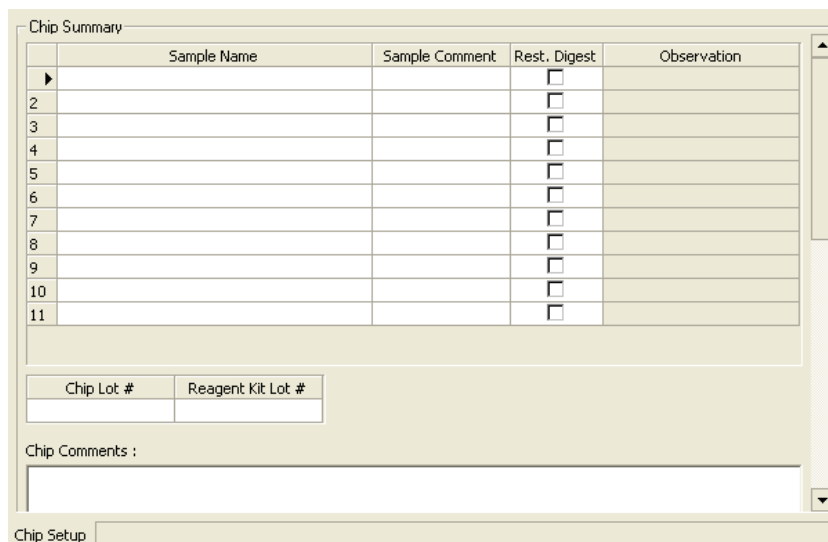 Chip Summary
Sample Name Sample Comment Rest. Digest Observation
2
3
4
5
6
7
8
9
10
11
Chip Lot # Reagent Kit Lot #
Chip Comments :
Chip Setup